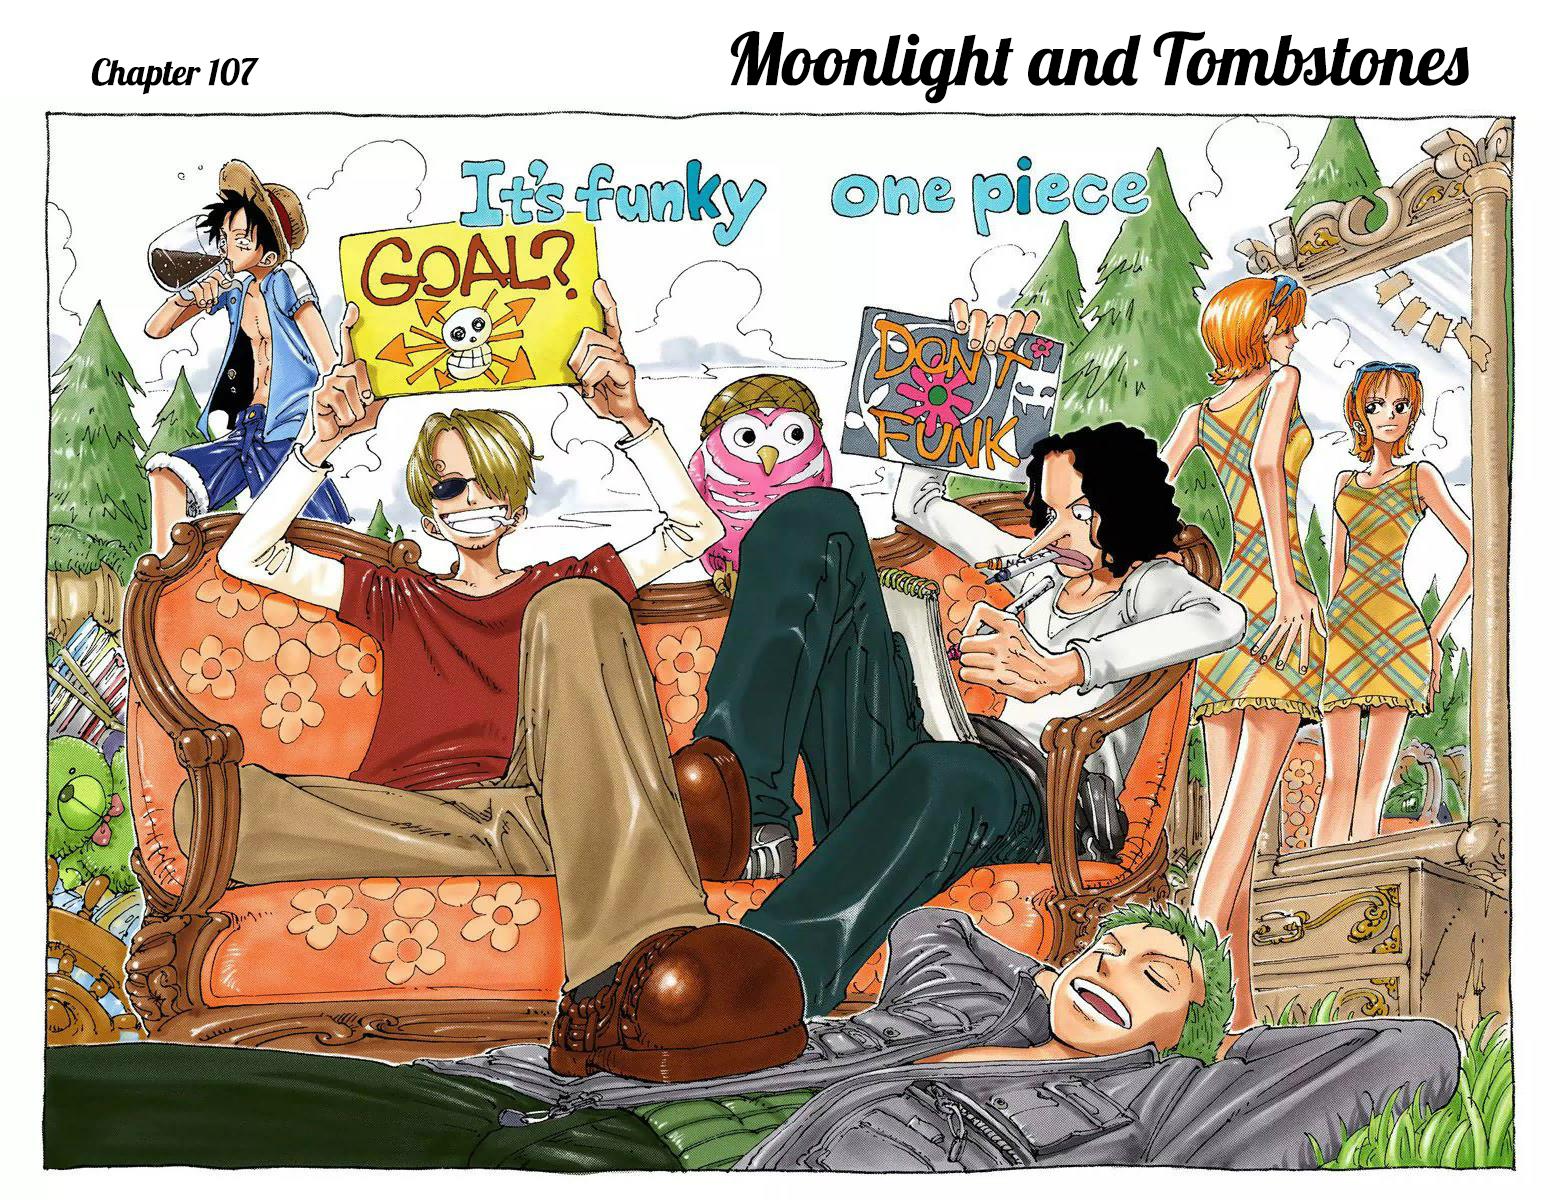 Chapter 107
Moonlight and Tombstones
It's funky one piece
GOAL?
DON'T
FUNK